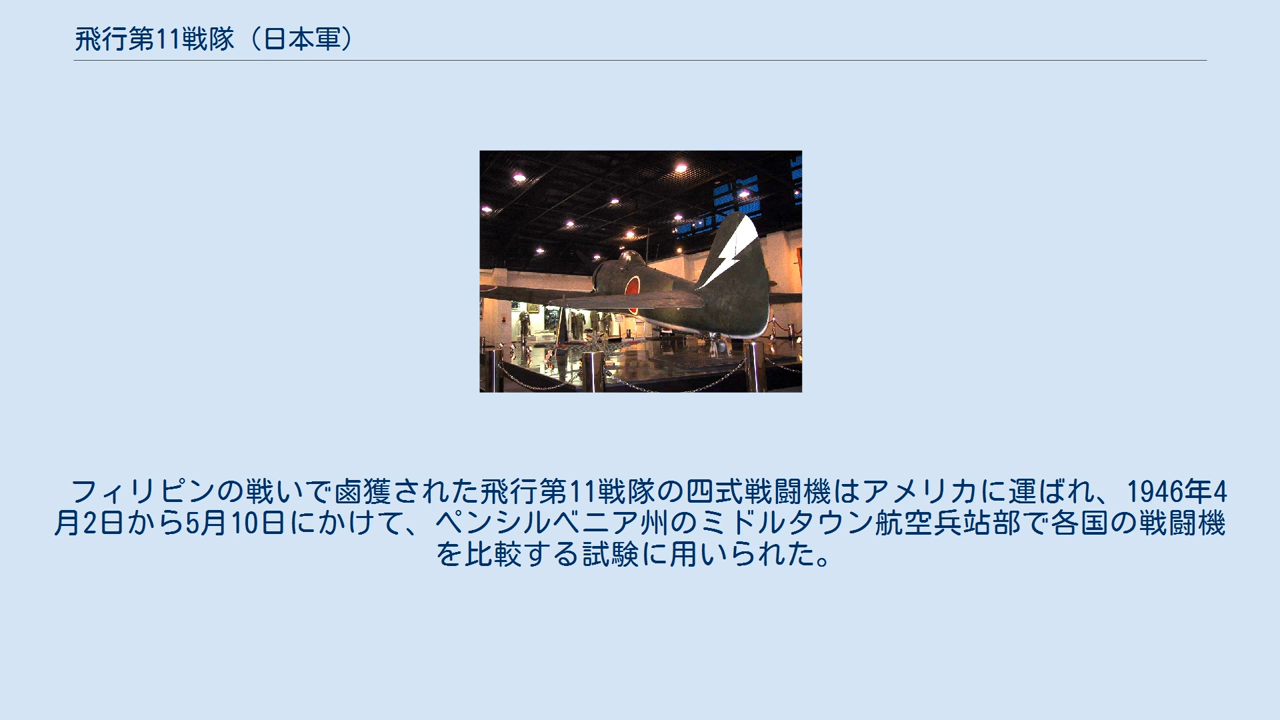 飛行第11戦隊（日本軍）
フィリピンの戦いで鹵獲された飛行第11戦隊の四式戦闘機はアメリカに運ばれ、1946年4
月2日から5月10日にかけて、ペンシルベニア州のミドルタウン航空兵站部で各国の戦闘機
を比較する試験に用いられた。